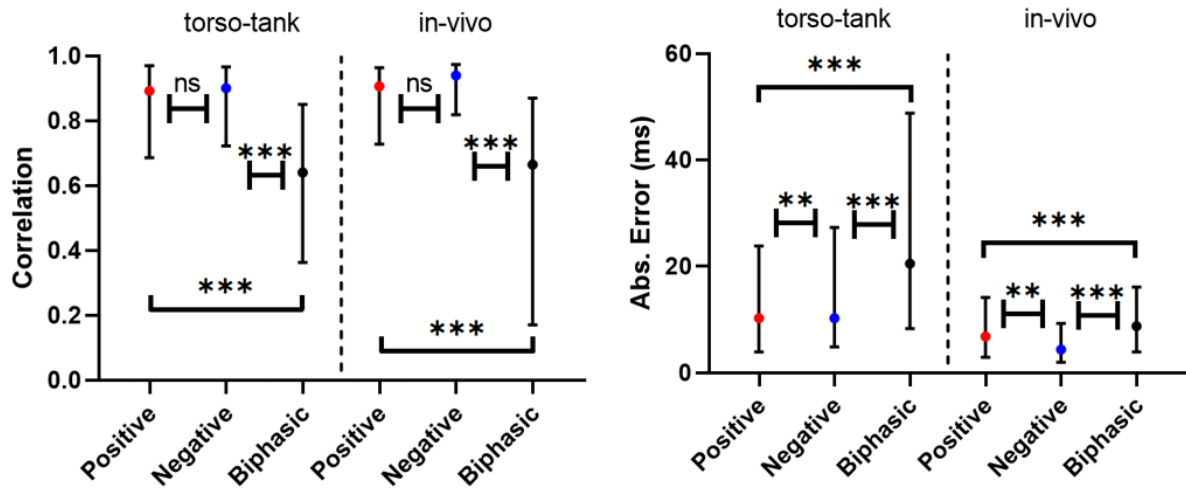 torso-tank in-vivo
Correlation
1.0
0.8
0.6
0.4
0.2
0.0
ns
***
***
ns
***
***
Positive
Negative
Biphasic
Positive
Negative
Biphasic
torso-tank in-vivo
Abs. Error (ms)
60
40
20
0
***
**
***
***
**
***
Positive
Negative
Biphasic
Positive
Negative
Biphasic